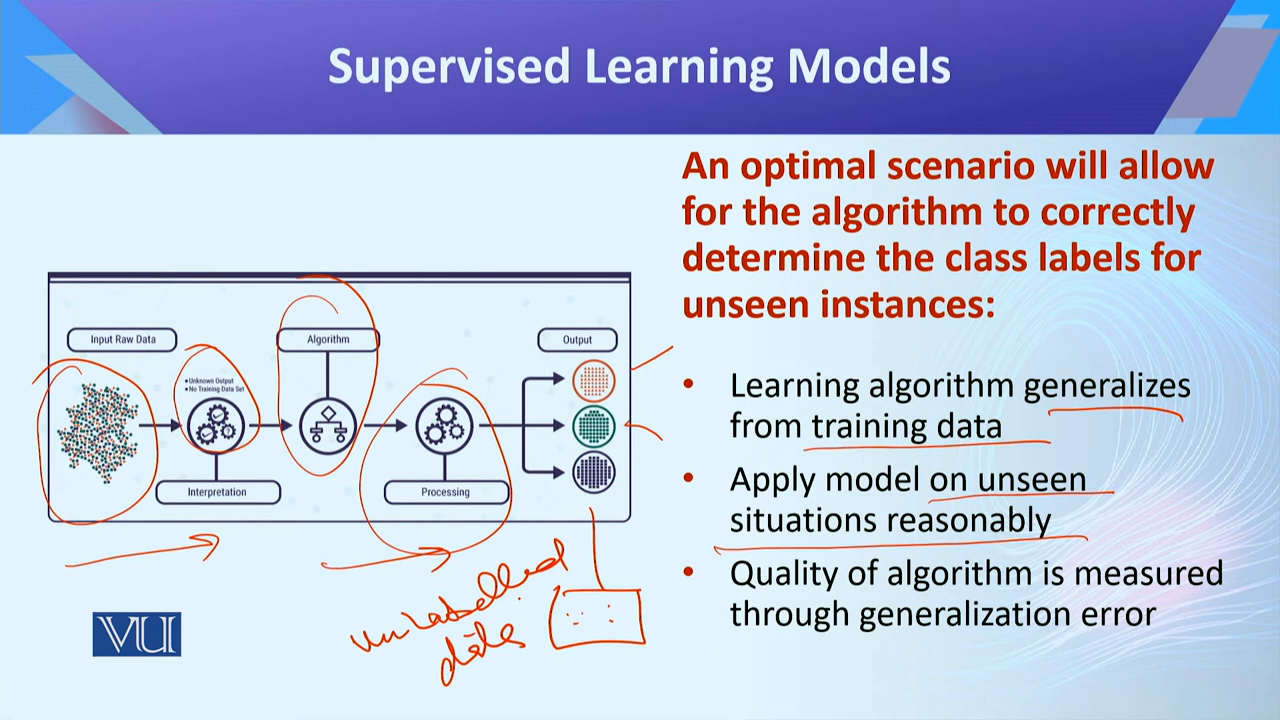 Supervised Learning Models
An optimal scenario will allow
for the algorithm to correctly
determine the class labels for
unseen instances:
• Learning algorithm generalizes
from training data
• Apply model on unseen
situations reasonably
• Quality of algorithm is measured
through generalization error
Input Raw Data
• Unknown Output
• No Training Data Set
Interpretation
Algorithm
Processing
Output
unlabelled
data
VU